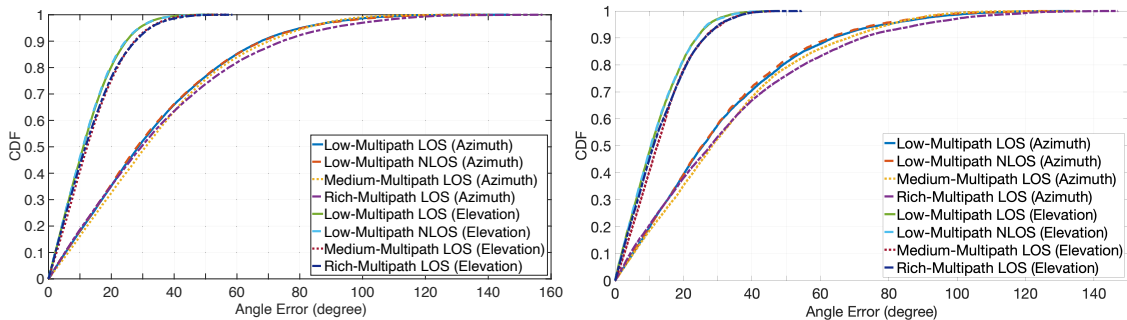 1
0.9
0.8
0.7
0.6
0.5
0.4
0.3
0.2
0.1
0
CDF
Low-Multipath LOS (Azimuth)
Low-Multipath NLOS (Azimuth)
Medium-Multipath LOS (Azimuth)
Rich-Multipath LOS (Azimuth)
Low-Multipath LOS (Elevation)
Low-Multipath NLOS (Elevation)
Medium-Multipath LOS (Elevation)
Rich-Multipath LOS (Elevation)
0 20 40 60 80 100 120 140 160
Angle Error (degree)
1
0.9
0.8
0.7
0.6
0.5
0.4
0.3
0.2
0.1
0
CDF
Low-Multipath LOS (Azimuth)
Low-Multipath NLOS (Azimuth)
Medium-Multipath LOS (Azimuth)
Rich-Multipath LOS (Azimuth)
Low-Multipath LOS (Elevation)
Low-Multipath NLOS (Elevation)
Medium-Multipath LOS (Elevation)
Rich-Multipath LOS (Elevation)
0 20 40 60 80 100 120 140
Angle Error (degree)